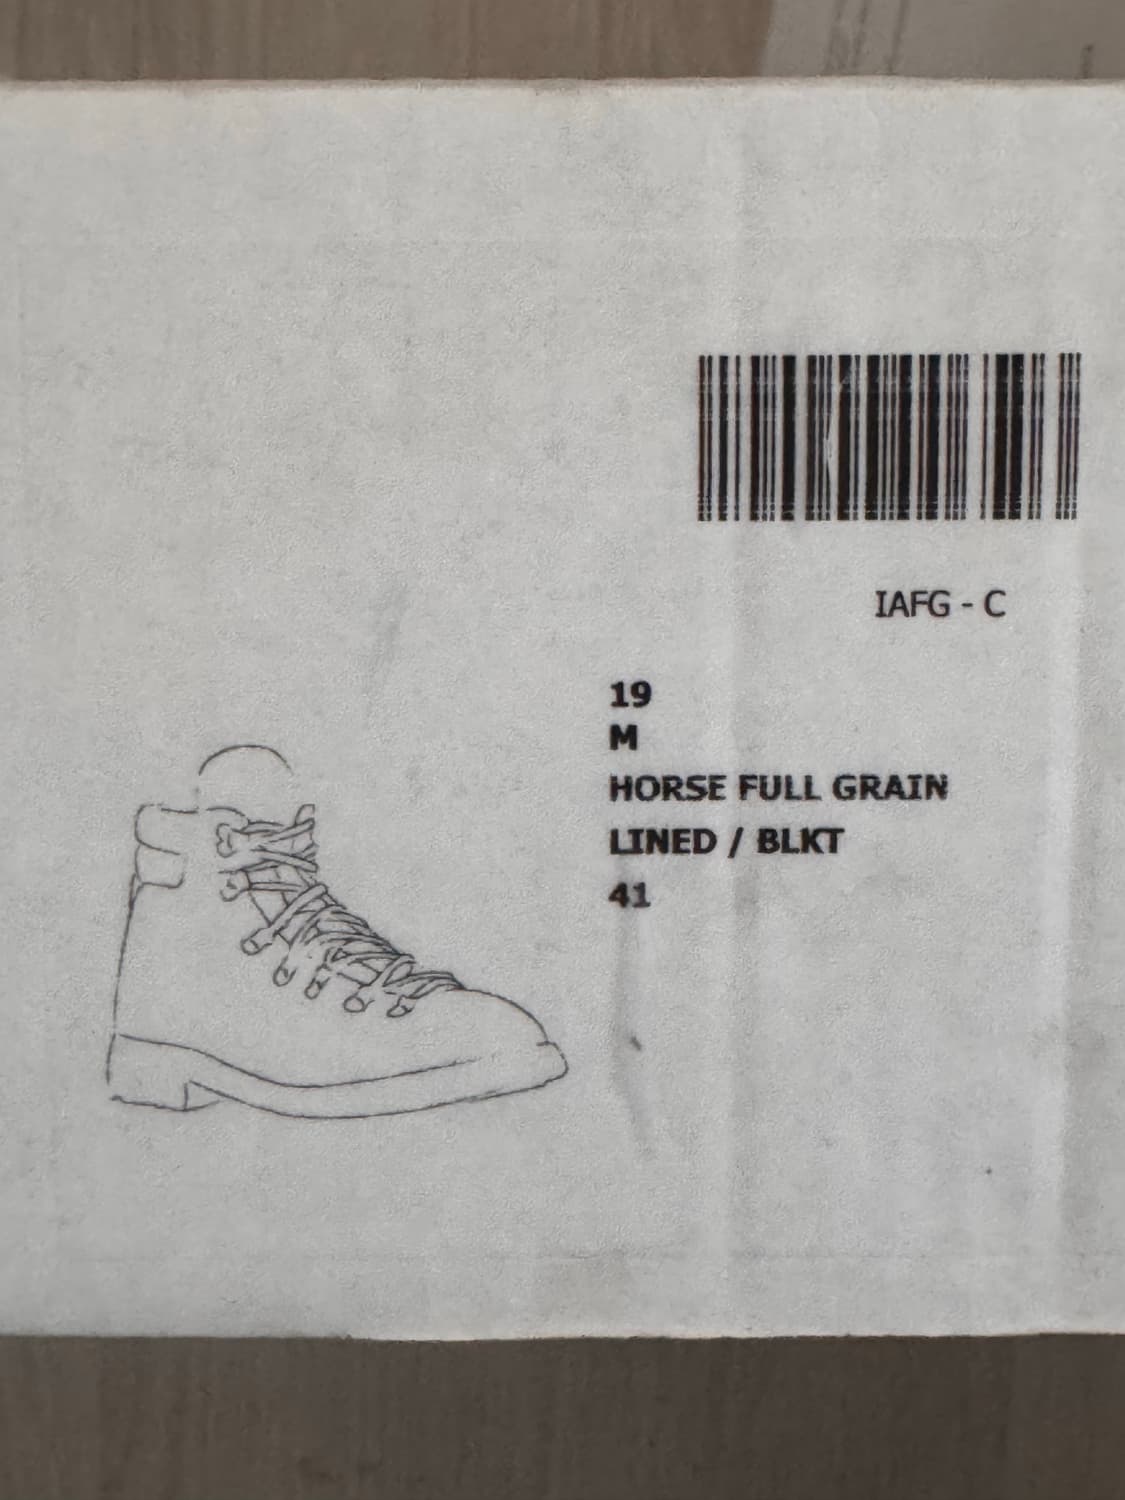 IAFG - C
19
M
HORSE FULL GRAIN
LINED / BLKT
41